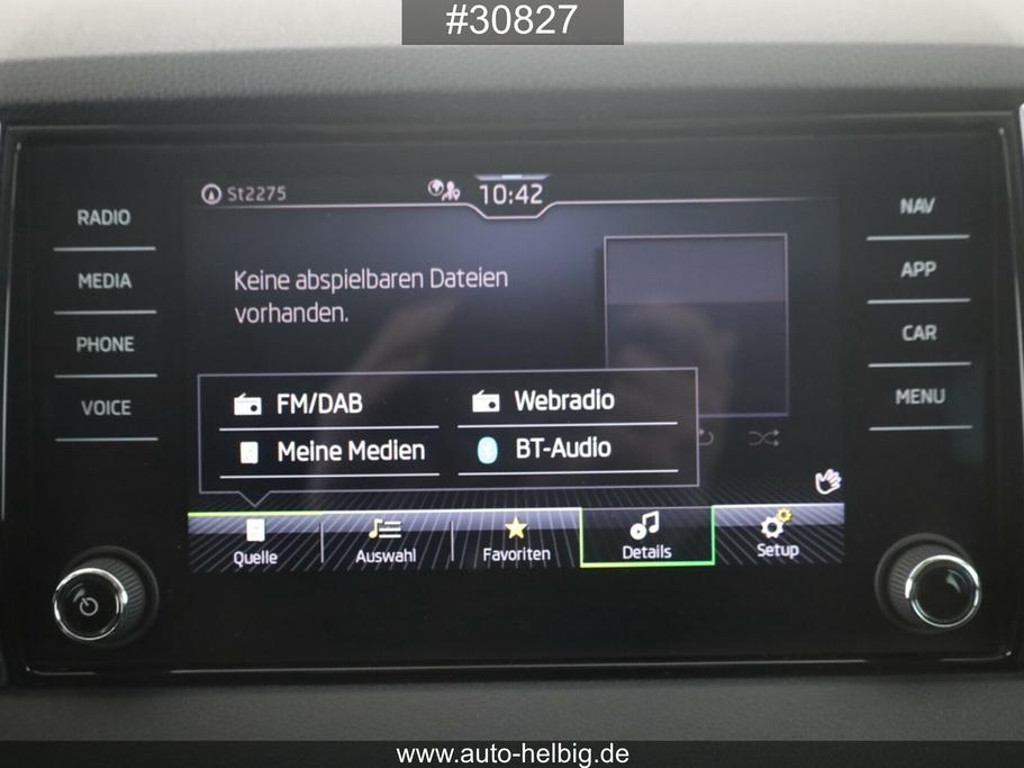 #30827
St2275
10:42
RADIO
MEDIA
PHONE
VOICE
NAV
APP
CAR
MENU
Keine abspielbaren Dateien
vorhanden.
FM/DAB
Webradio
Meine Medien
BT-Audio
Quelle
Auswahl
Favoriten
Details
Setup
www.auto-helbig.de